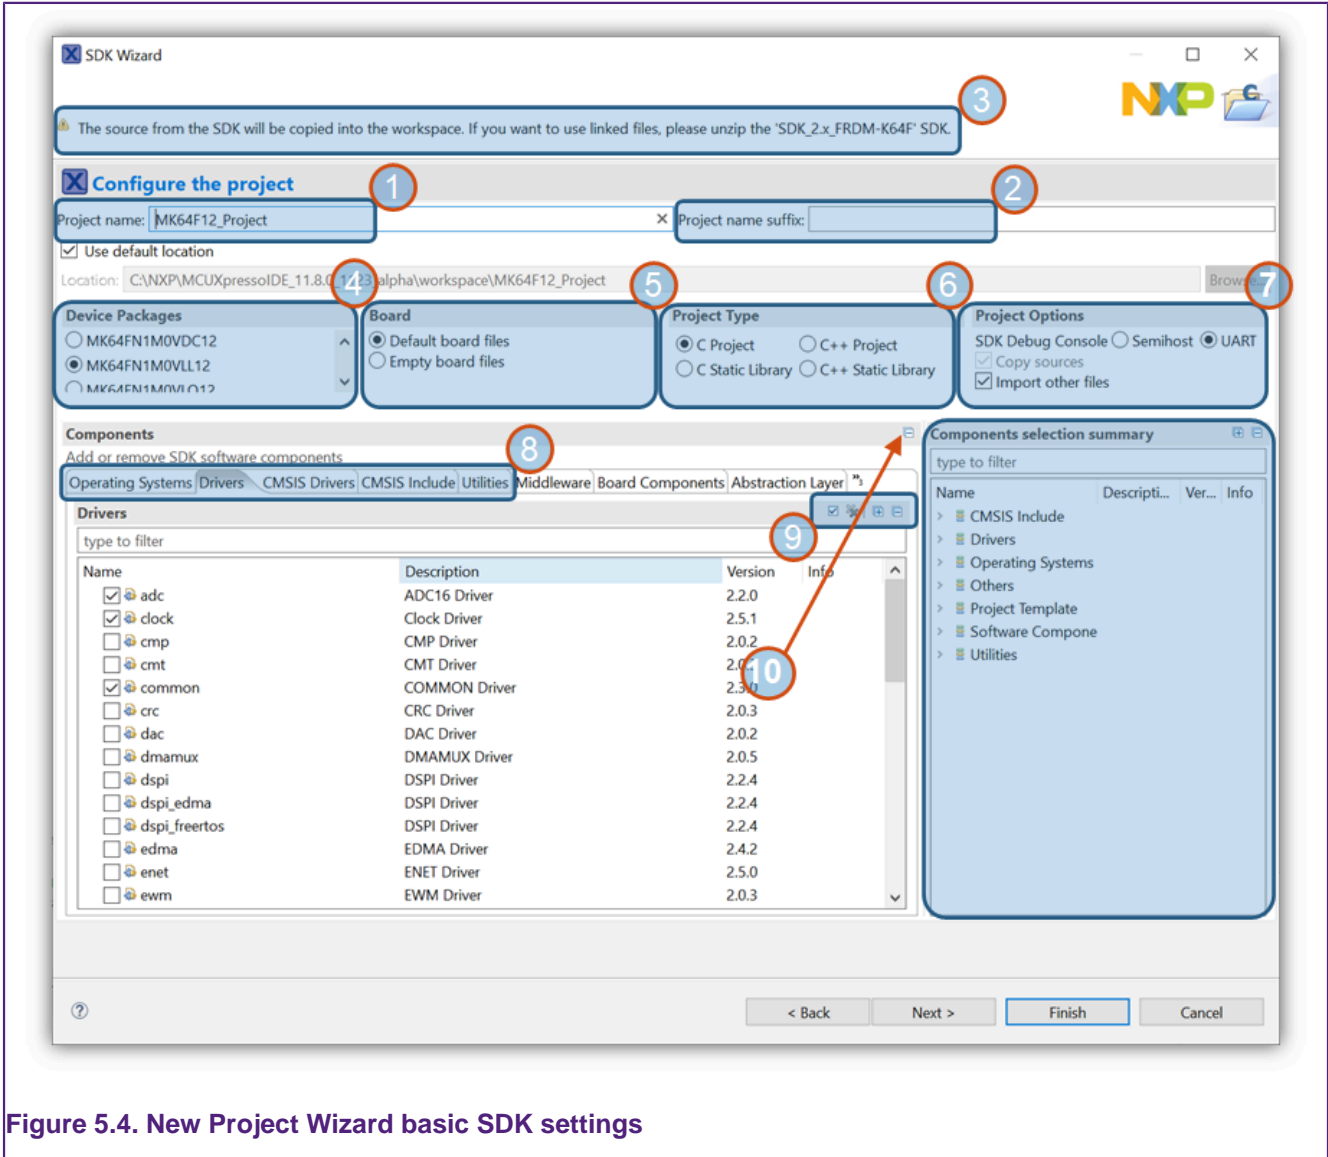 SDK Wizard
NXP
3
The source from the SDK will be copied into the workspace. If you want to use linked files, please unzip the 'SDK_2.x_FRDM-K64F' SDK.
Configure the project
1
2
Project name: MK64F12_Project
Project name suffix:
Use default location
Location: C:\NXP\MCUXpressoIDE_11.8.0 alpha\workspace\MK64F12_Project
4
5
6
7
Device Packages
MK64FN1M0VDC12
MK64FN1M0VLL12
MK64FN1M0VLQ12
Board
Default board files
Empty board files
Project Type
C Project C++ Project
C Static Library C++ Static Library
Project Options
SDK Debug Console Semihost UART
Copy sources
Import other files
Components
Add or remove SDK software components
8
Operating Systems Drivers CMSIS Drivers CMSIS Include Utilities Middleware Board Components Abstraction Layer »3
Drivers
9
type to filter
Name Description Version Info
adc ADC16 Driver 2.2.0
clock Clock Driver 2.5.1
cmp CMP Driver 2.0.2
cmt CMT Driver
10
common COMMON Driver
crc CRC Driver 2.0.3
dac DAC Driver 2.0.2
dmamux DMAMUX Driver 2.0.5
dspi DSPI Driver 2.2.4
dspi_edma DSPI Driver 2.2.4
dspi_freertos DSPI Driver 2.2.4
edma EDMA Driver 2.4.2
enet ENET Driver 2.5.0
ewm EWM Driver 2.0.3
Components selection summary
type to filter
Name Descripti... Ver... Info
CMSIS Include
Drivers
Operating Systems
Others
Project Template
Software Compone
Utilities
< Back
Next >
Finish
Cancel
Figure 5.4. New Project Wizard basic SDK settings